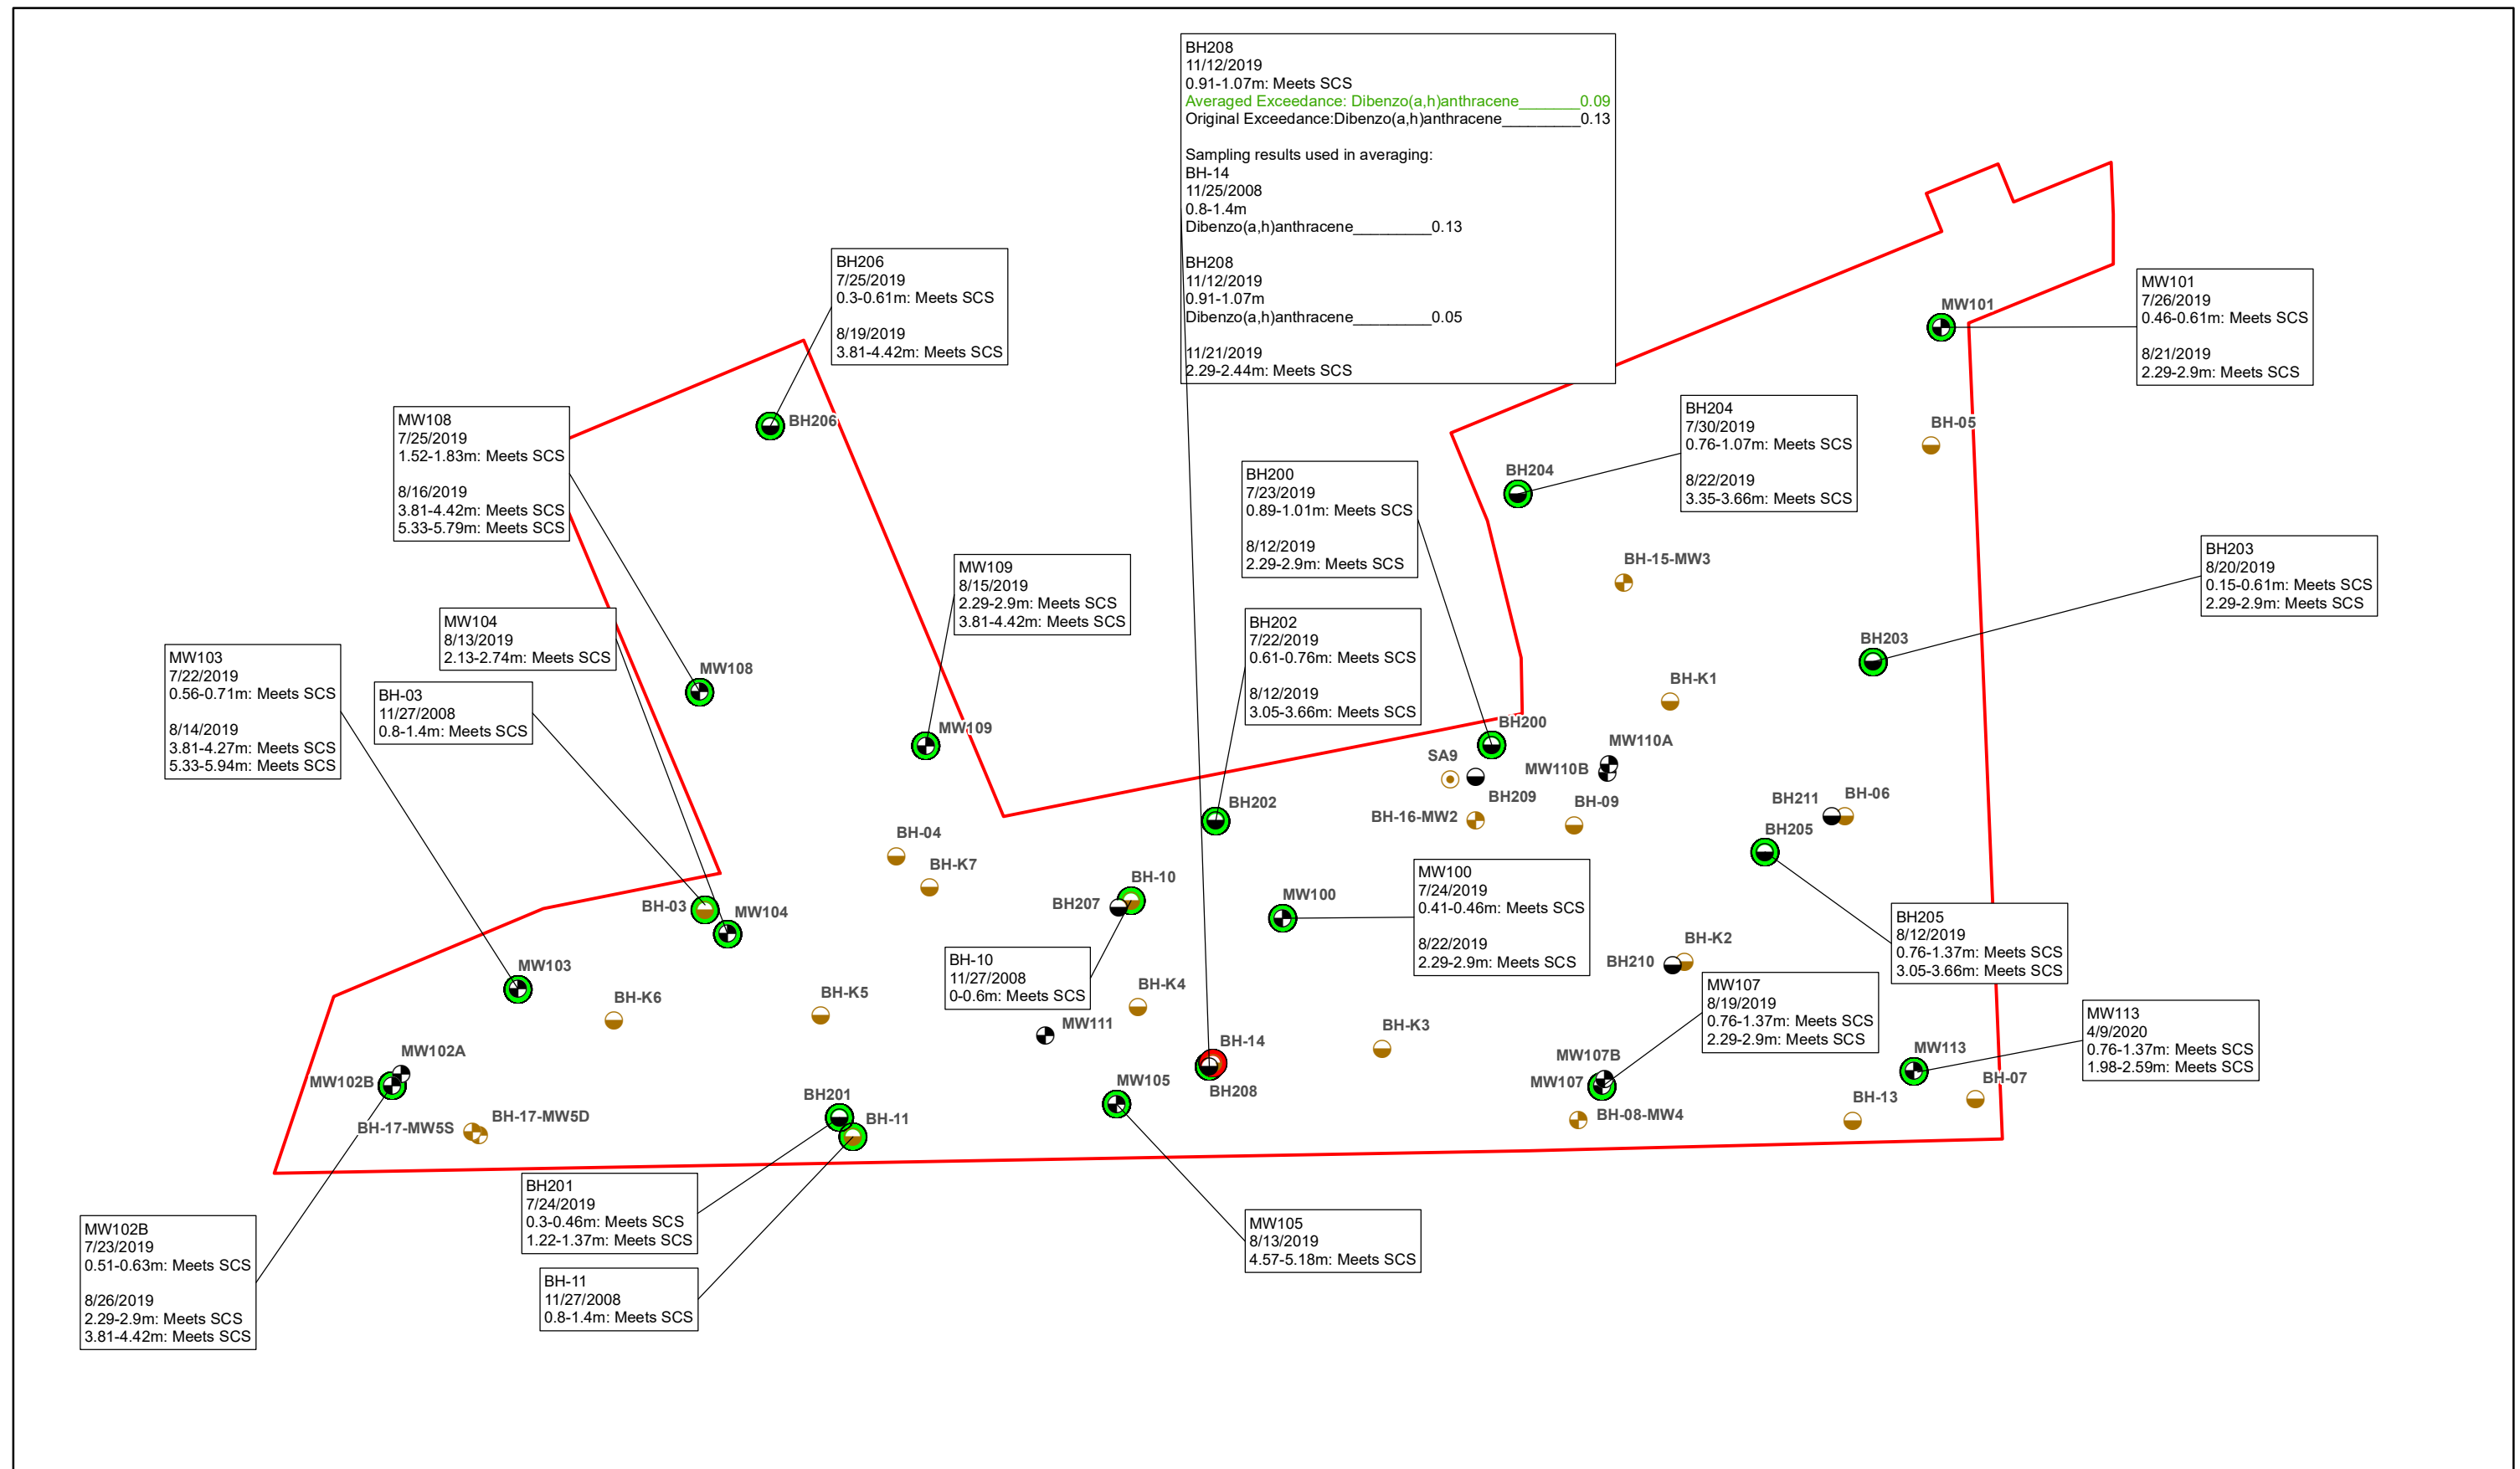 BH208
11/12/2019
0.91-1.07m: Meets SCS
Averaged Exceedance: Dibenzo(a,h)anthracene_______0.09
Original Exceedance:Dibenzo(a,h)anthracene_________0.13
Sampling results used in averaging:
BH-14
11/25/2008
0.8-1.4m
Dibenzo(a,h)anthracene_________0.13
BH208
11/12/2019
0.91-1.07m
Dibenzo(a,h)anthracene_________0.05
11/21/2019
2.29-2.44m: Meets SCS
BH206
7/25/2019
0.3-0.61m: Meets SCS
8/19/2019
3.81-4.42m: Meets SCS
BH206
MW101
MW101
7/26/2019
0.46-0.61m: Meets SCS
8/21/2019
2.29-2.9m: Meets SCS
MW108
7/25/2019
1.52-1.83m: Meets SCS
8/16/2019
3.81-4.42m: Meets SCS
5.33-5.79m: Meets SCS
BH204
7/30/2019
0.76-1.07m: Meets SCS
8/22/2019
3.35-3.66m: Meets SCS
BH-05
BH204
BH200
7/23/2019
0.89-1.01m: Meets SCS
8/12/2019
2.29-2.9m: Meets SCS
BH203
8/20/2019
0.15-0.61m: Meets SCS
2.29-2.9m: Meets SCS
BH-15-MW3
MW109
8/15/2019
2.29-2.9m: Meets SCS
3.81-4.42m: Meets SCS
MW104
8/13/2019
2.13-2.74m: Meets SCS
BH202
7/22/2019
0.61-0.76m: Meets SCS
8/12/2019
3.05-3.66m: Meets SCS
BH203
MW103
7/22/2019
0.56-0.71m: Meets SCS
8/14/2019
3.81-4.27m: Meets SCS
5.33-5.94m: Meets SCS
BH-03
11/27/2008
0.8-1.4m: Meets SCS
MW108
BH-K1
MW109
BH200
MW110A
SA9
MW110B
BH209
BH-09
BH-16-MW2
BH211
BH-06
BH202
BH205
BH-04
BH-K7
BH-10
BH207
MW100
MW100
7/24/2019
0.41-0.46m: Meets SCS
8/22/2019
2.29-2.9m: Meets SCS
BH-03
MW104
BH205
8/12/2019
0.76-1.37m: Meets SCS
3.05-3.66m: Meets SCS
BH-K2
BH210
BH-10
11/27/2008
0-0.6m: Meets SCS
MW103
BH-K6
BH-K5
BH-K4
MW111
MW107
8/19/2019
0.76-1.37m: Meets SCS
2.29-2.9m: Meets SCS
MW113
4/9/2020
0.76-1.37m: Meets SCS
1.98-2.59m: Meets SCS
BH-K3
BH-14
BH208
MW102A
MW102B
MW105
MW107B
MW107
MW113
BH-07
BH-13
BH-08-MW4
BH201
BH-11
BH-17-MW5D
BH-17-MW5S
BH201
7/24/2019
0.3-0.46m: Meets SCS
1.22-1.37m: Meets SCS
MW102B
7/23/2019
0.51-0.63m: Meets SCS
8/26/2019
2.29-2.9m: Meets SCS
3.81-4.42m: Meets SCS
MW105
8/13/2019
4.57-5.18m: Meets SCS
BH-11
11/27/2008
0.8-1.4m: Meets SCS